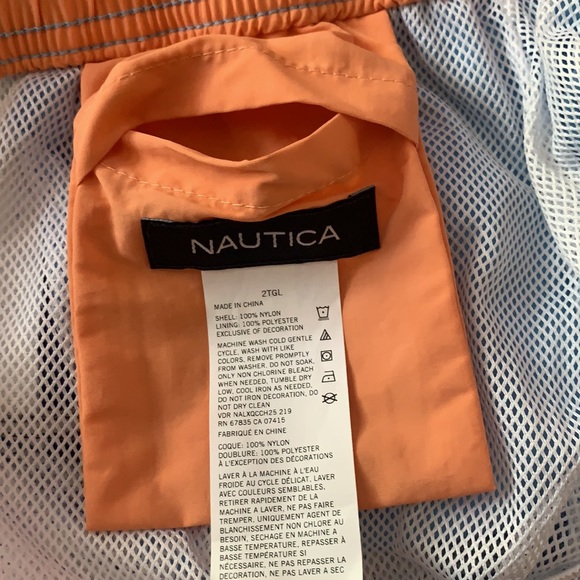 NAUTICA
2TGL
MADE IN CHINA
SHELL: 100% NYLON
LINING: 100% POLYESTER
EXCLUSIVE OF DECORATION
MACHINE WASH COLD GENTLE
CYCLE, WASH WITH LIKE
COLORS, REMOVE PROMPTLY
FROM WASHER, DO NOT SOAK,
ONLY NON CHLORINE BLEACH
WHEN NEEDED, TUMBLE DRY
LOW, COOL IRON AS NEEDED,
DO NOT IRON DECORATION, DO
NOT DRY CLEAN
VDR NALXQCCH25 219
RN 67835 CA 07415
FABRIQUÉ EN CHINE
COQUE: 100% NYLON
DOUBLURE: 100% POLYESTER
À L'EXCEPTION DES DÉCORATIONS
LAVER À LA MACHINE À L'EAU
FROIDE AU CYCLE DÉLICAT, LAVER
AVEC COULEURS SEMBLABLES,
RETIRER RAPIDEMENT DE LA
MACHINE A LAVER, NE PAS FAIRE
TREMPER, UNIQUEMENT AGENT DE
BLANCHISSEMENT NON CHLORE AU
BESOIN, SECHAGE EN MACHINE A
BASSE TEMPERATURE, REPASSER À
BASSE TEMPÉRATURE SI
NÉCESSAIRE, NE PAS REPASSER LA
DECORATION, NE PAS NETTOYER